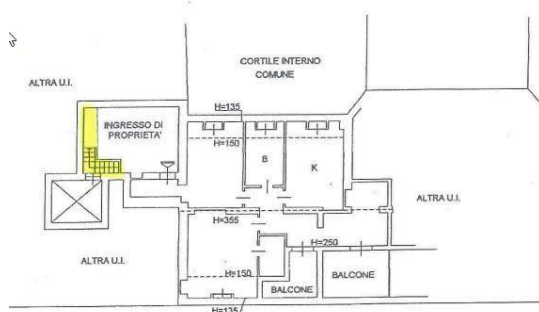 CORTILE INTERNO
COMUNE
ALTRA U.I.
H=135
INGRESSO DI
PROPRIETA'
H=150
B
K
ALTRA U.I.
H=355
H=250
ALTRA U.I.
H=150
BALCONE
BALCONE
H=135